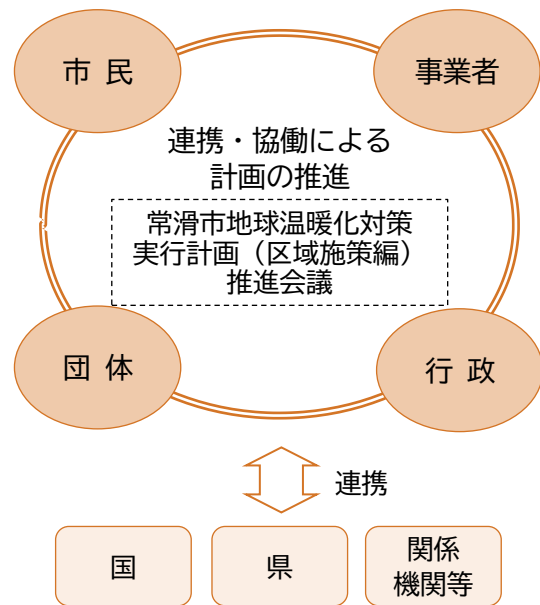 市 民
事業者
連携・協働による
計画の推進
常滑市地球温暖化対策
実行計画（区域施策編）
推進会議
団 体
行 政
連携
国
県
関係
機関等